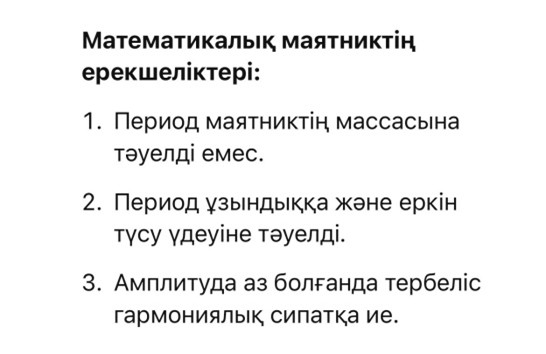 Математикалық маятниктің
ерекшеліктері:
1. Период маятниктің массасына
тәуелді емес.
2. Период ұзындыққа және еркін
түсу үдеуіне тәуелді.
3. Амплитуда аз болғанда тербеліс
гармониялық сипатқа ие.